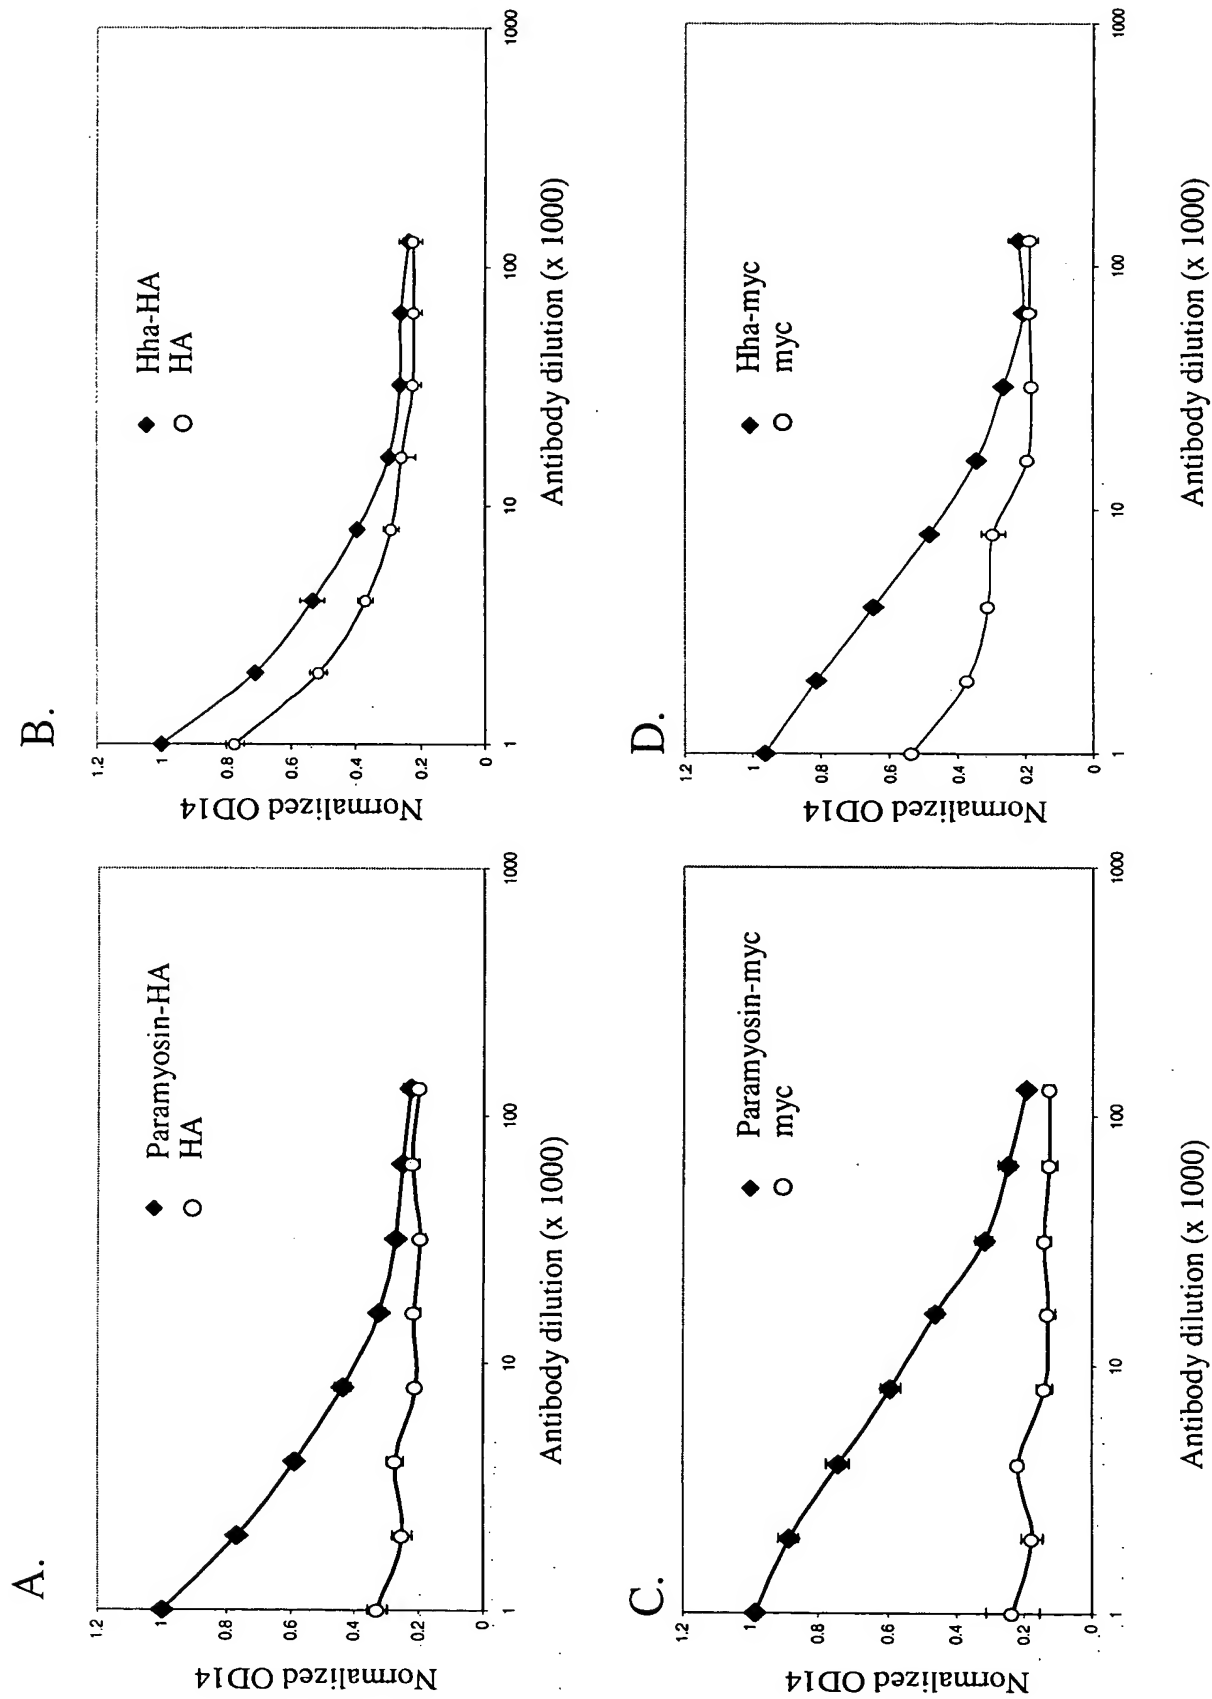 A.
Normalized OD14
1.2
1
0.8
0.6
0.4
0.2
0
Paramyosin-HA
HA
1
10
100
1000
Antibody dilution (x 1000)
B.
Normalized OD14
1.2
1
0.8
0.6
0.4
0.2
0
Hha-HA
HA
1
10
100
1000
Antibody dilution (x 1000)
C.
Normalized OD14
1.2
1
0.8
0.6
0.4
0.2
0
Paramyosin-myc
myc
1
10
100
1000
Antibody dilution (x 1000)
D.
Normalized OD14
1.2
1
0.8
0.6
0.4
0.2
0
Hha-myc
myc
1
10
100
1000
Antibody dilution (x 1000)